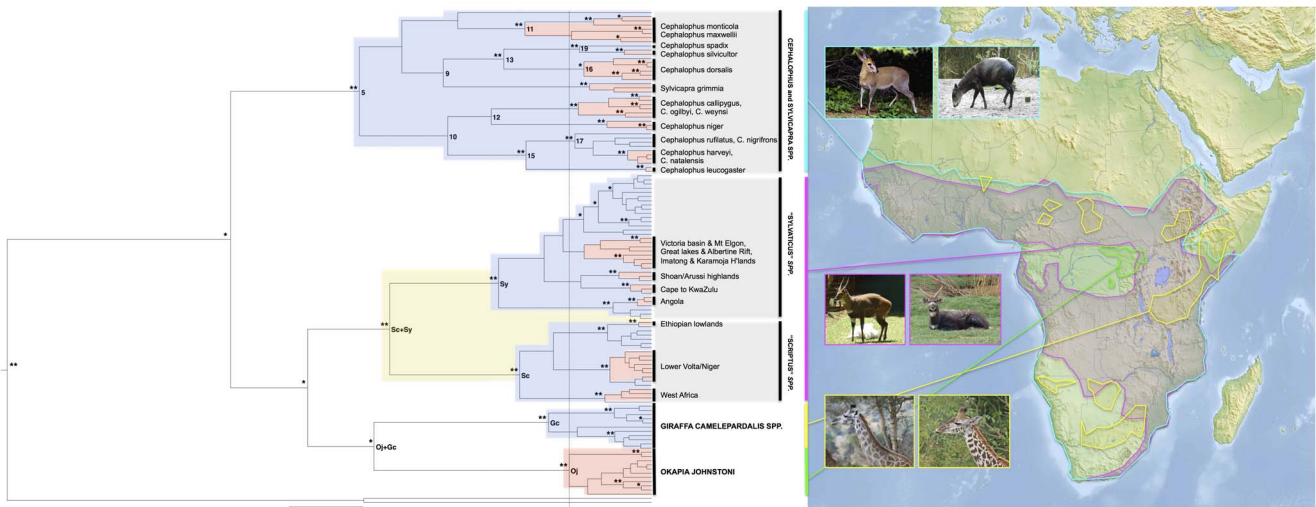 **
*
**
5
**
11
*
**
**
**
*
Cephalophus monticola
Cephalophus maxwellii
**
13
**
19
**
Cephalophus spadix
Cephalophus silvicultor
9
*
16
**
**
**
Cephalophus dorsalis
**
Sylvicapra grimmia
10
12
**
**
**
**
Cephalophus callipygus,
C. ogilbyi, C. weynsi
**
**
Cephalophus niger
**
15
**
17
Cephalophus rufilatus, C. nigrifrons
**
Cephalophus harveyi,
C. natalensis
**
Cephalophus leucogaster
CEPHALOPHUS and SYLVICAPRA SPP.
**
Sc+Sy
**
Sy
*
*
*
**
**
**
Victoria basin & Mt Elgon,
Great lakes & Albertine Rift,
Imatong & Karamoja H'lands
**
Shoan/Arussi highlands
**
Cape to KwaZulu
**
**
Angola
"SYLVATICUS" SPP.
**
Ethiopian lowlands
**
Sc
**
**
Lower Volta/Niger
**
West Africa
"SCRIPTUS" SPP.
*
*
Oj+Gc
**
Gc
**
**
*
**
GIRAFFA CAMELEPARDALIS SPP.
**
Oj
**
**
*
OKAPIA JOHNSTONI